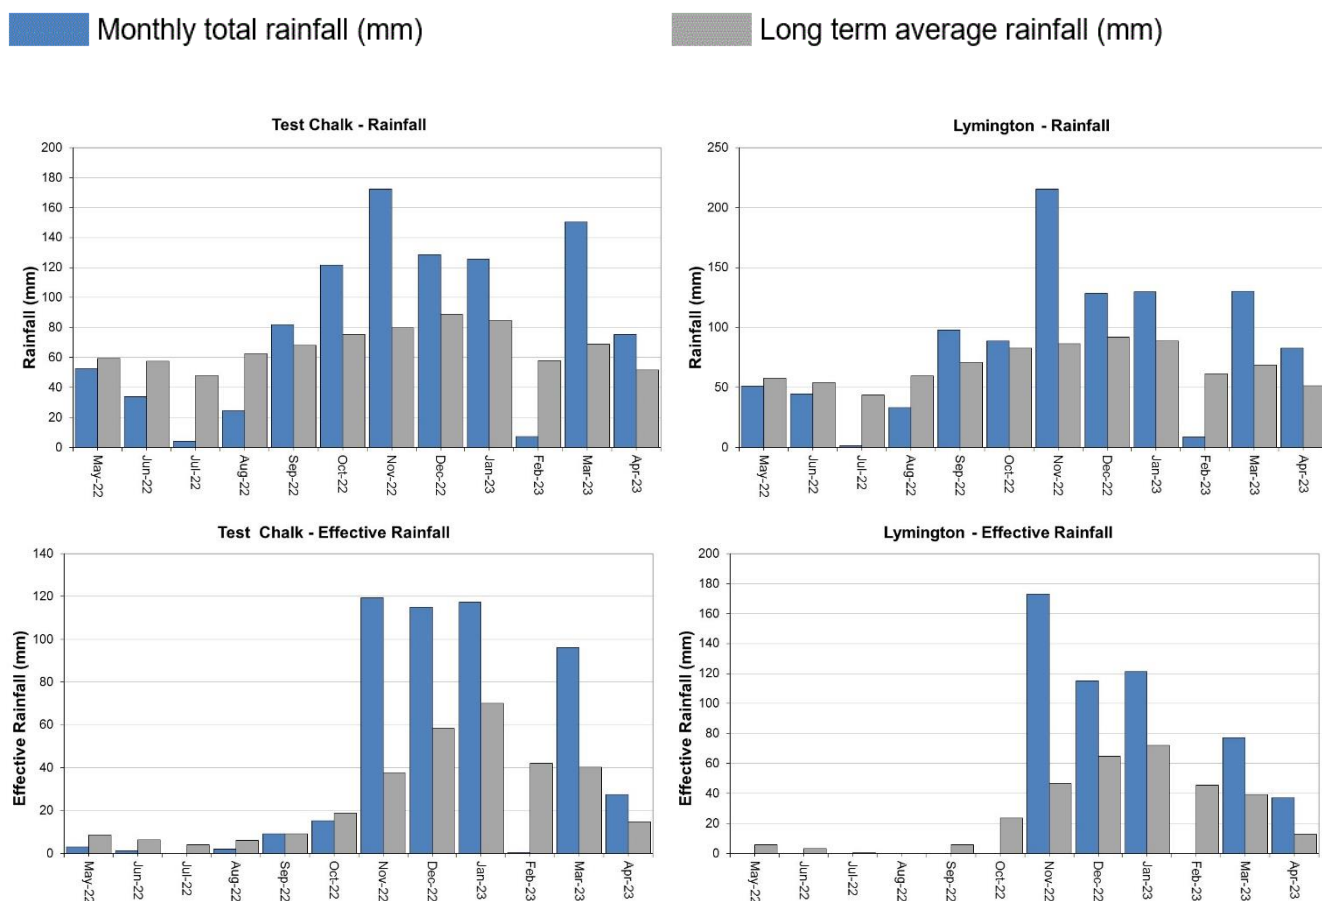 Monthly total rainfall (mm)
Long term average rainfall (mm)
Test Chalk - Rainfall
Rainfall (mm)
200
180
160
140
120
100
80
60
40
20
0
May-22
Jun-22
Jul-22
Aug-22
Sep-22
Oct-22
Nov-22
Dec-22
Jan-23
Feb-23
Mar-23
Apr-23
Lymington - Rainfall
Rainfall (mm)
250
200
150
100
50
0
May-22
Jun-22
Jul-22
Aug-22
Sep-22
Oct-22
Nov-22
Dec-22
Jan-23
Feb-23
Mar-23
Apr-23
Test Chalk - Effective Rainfall
Effective Rainfall (mm)
140
120
100
80
60
40
20
0
May-22
Jun-22
Jul-22
Aug-22
Sep-22
Oct-22
Nov-22
Dec-22
Jan-23
Feb-23
Mar-23
Apr-23
Lymington - Effective Rainfall
Effective Rainfall (mm)
200
180
160
140
120
100
80
60
40
20
0
May-22
Jun-22
Jul-22
Aug-22
Sep-22
Oct-22
Nov-22
Dec-22
Jan-23
Feb-23
Mar-23
Apr-23